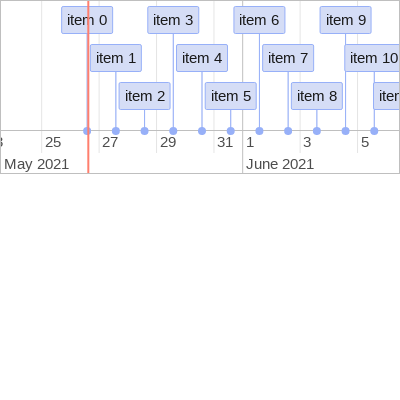 item 0 item 3 item 6 item 9
item 1 item 4 item 7 item 10
item 2 item 5 item 8
25 27 29 31 1 3 5
May 2021 June 2021